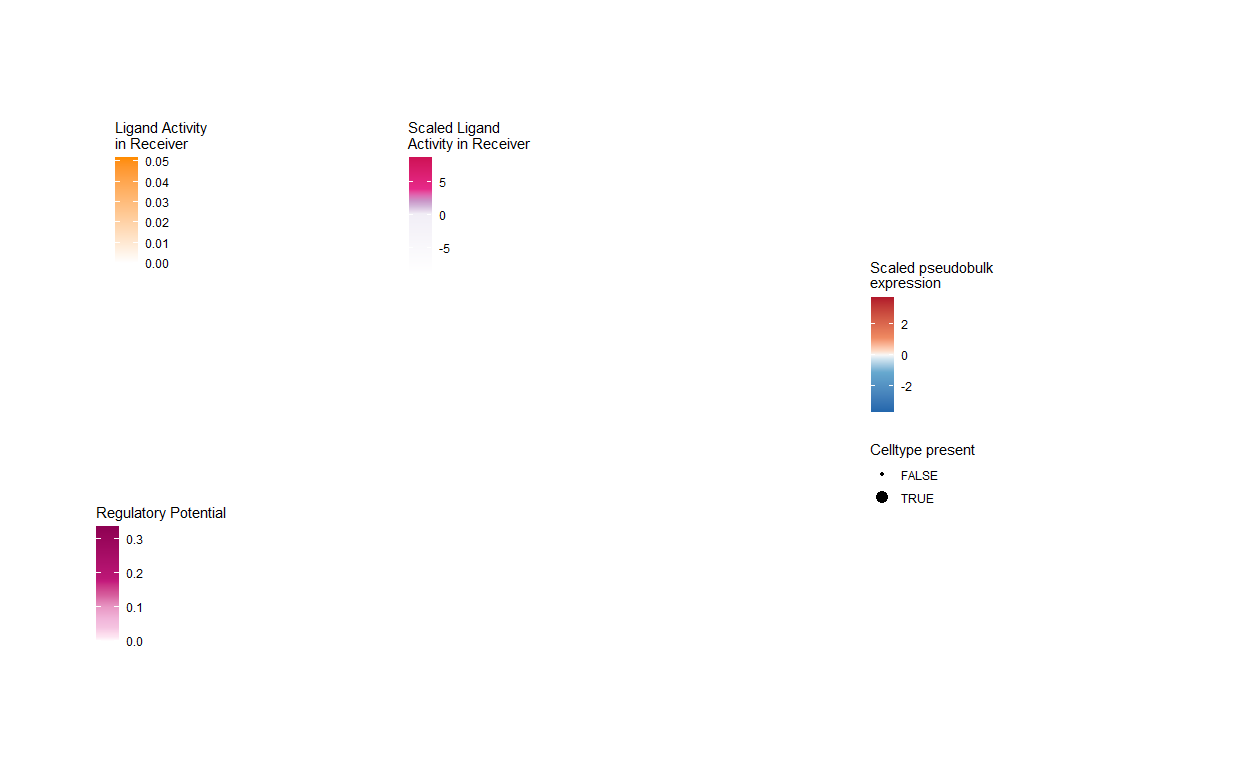 Ligand Activity
in Receiver
0.05
0.04
0.03
0.02
0.01
0.00
Scaled Ligand
Activity in Receiver
5
0
-5
Scaled pseudobulk
expression
2
0
-2
Celltype present
FALSE
TRUE
Regulatory Potential
0.3
0.2
0.1
0.0